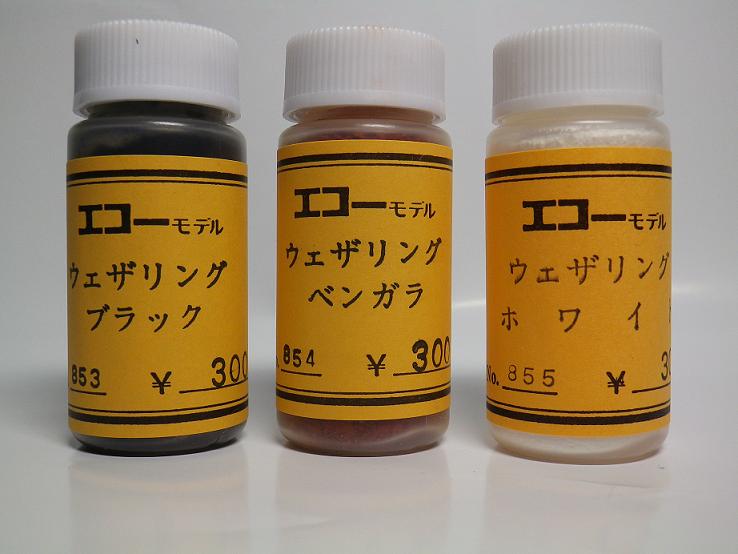 エコーモデル
ウェザリング
ブラック
853 ¥ 300
エコーモデル
ウェザリング
ベンガラ
854 ¥ 300
エコーモデル
ウェザリング
ホワイ
No. 855 ¥